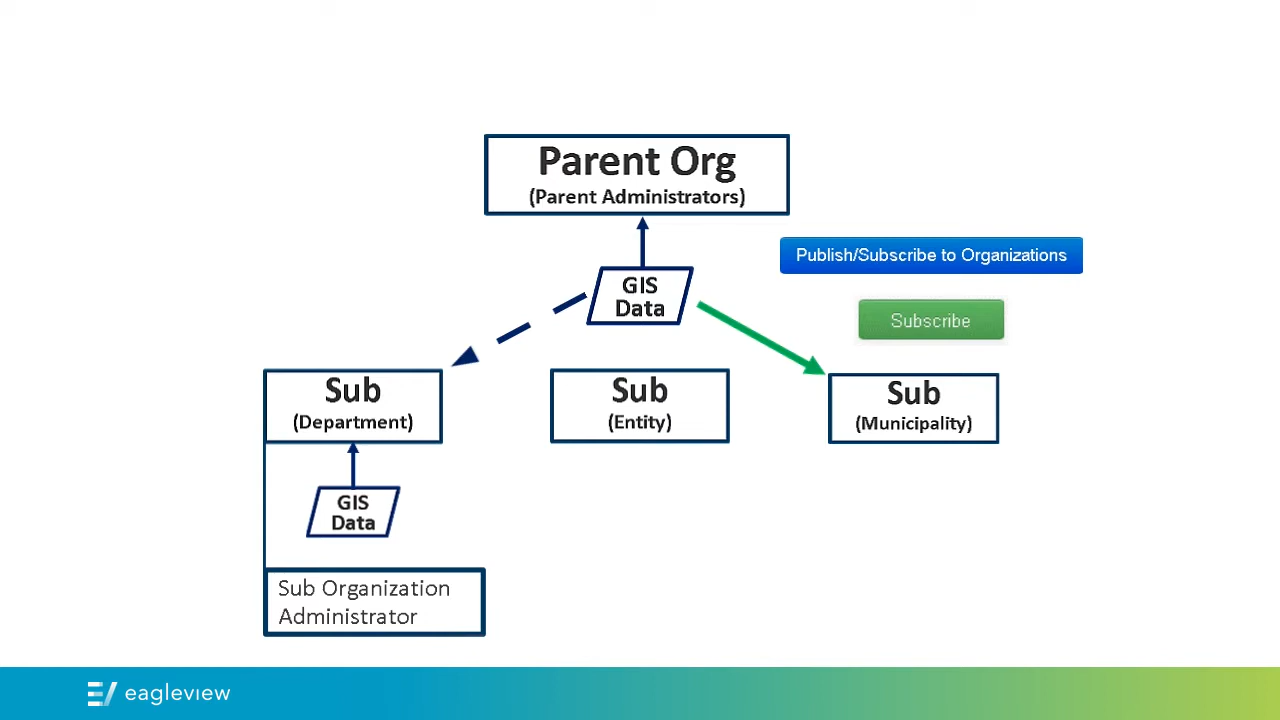 Parent Org
(Parent Administrators)
Publish/Subscribe to Organizations
GIS
Data
Subscribe
Sub
(Department)
Sub
(Entity)
Sub
(Municipality)
GIS
Data
Sub Organization
Administrator
eagleview